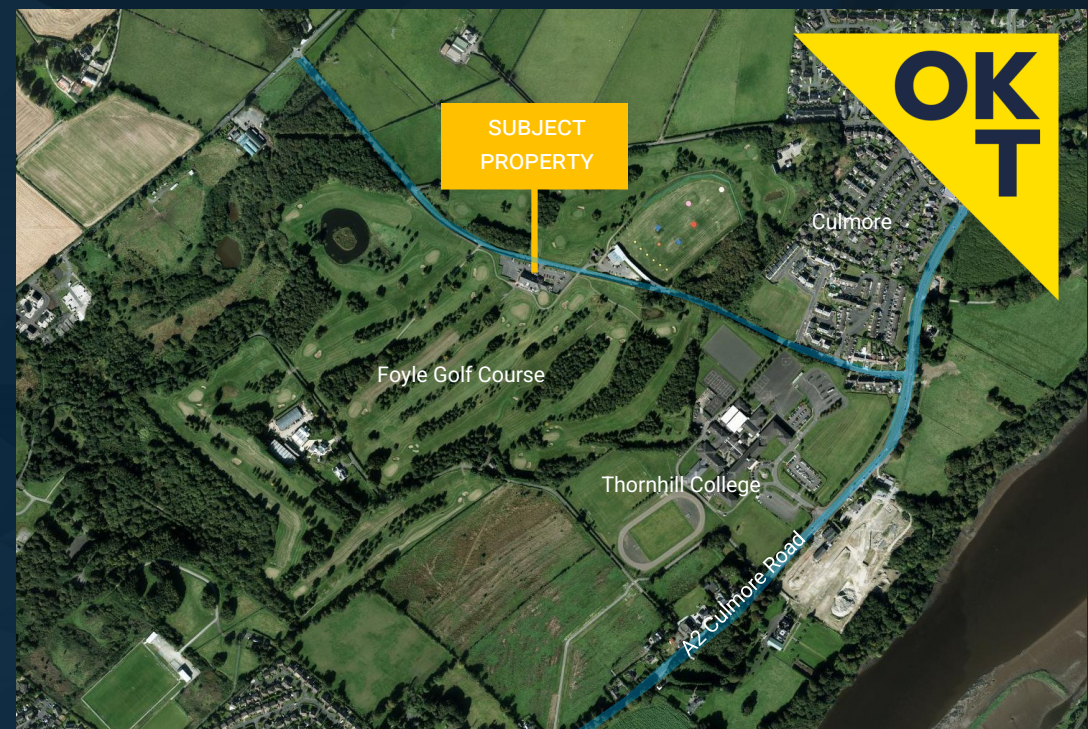 OK
T
SUBJECT
PROPERTY
Culmore
Foyle Golf Course
Thornhill College
A2 Culmore Road